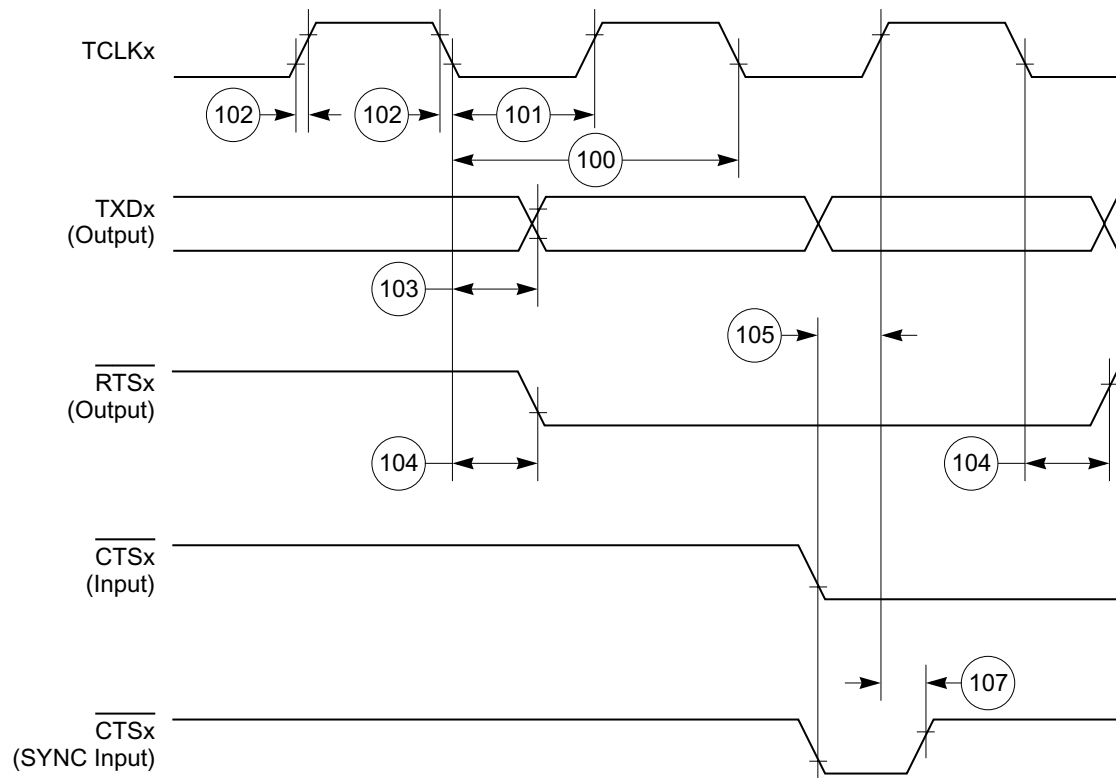 TCLKx
102
102
101
100
TXDx
(Output)
103
105
RTSx
(Output)
104
104
CTSx
(Input)
107
CTSx
(SYNC Input)